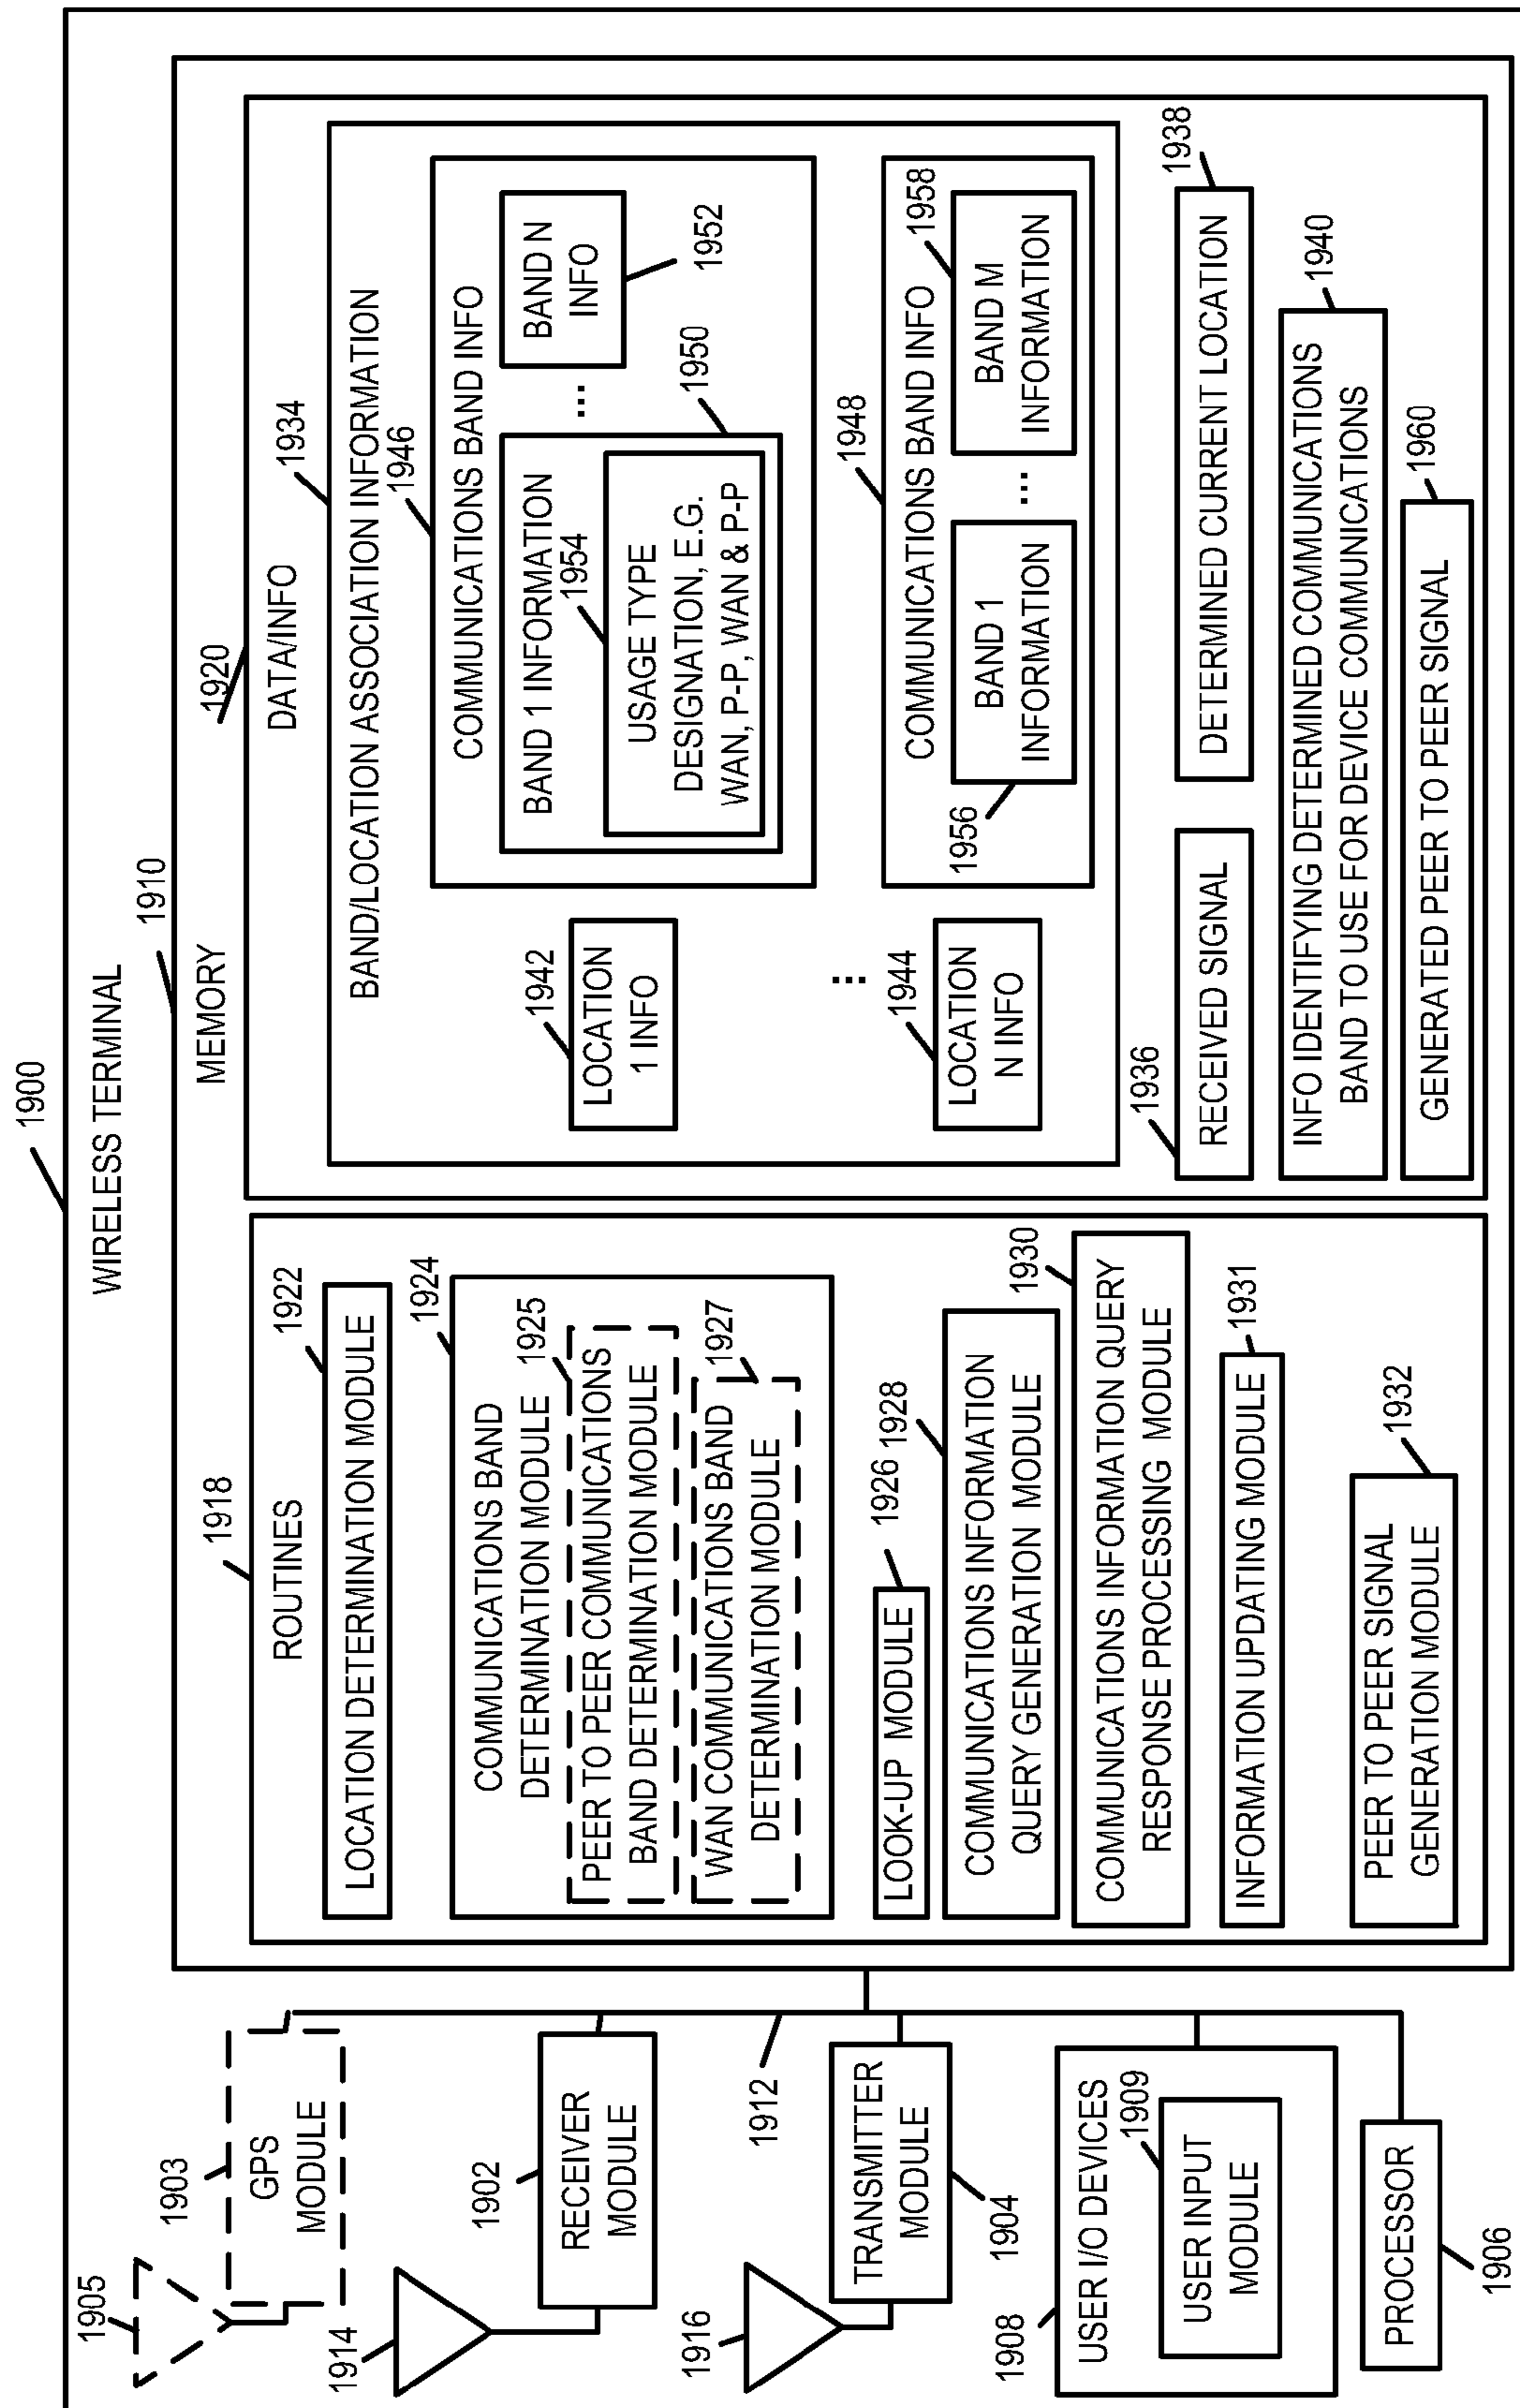 1900
WIRELESS TERMINAL
1905
1903
GPS
MODULE
1914
1902
RECEIVER
MODULE
1912
1916
TRANSMITTER
MODULE
1904
1908
USER I/O DEVICES
1909
USER INPUT
MODULE
PROCESSOR
1906
1910
MEMORY
1918
ROUTINES
1922
LOCATION DETERMINATION MODULE
1924
COMMUNICATIONS BAND
DETERMINATION MODULE
1925
PEER TO PEER COMMUNICATIONS
BAND DETERMINATION MODULE
1927
WAN COMMUNICATIONS BAND
DETERMINATION MODULE
1926
LOOK-UP MODULE
1928
COMMUNICATIONS INFORMATION
QUERY GENERATION MODULE
1930
COMMUNICATIONS INFORMATION QUERY
RESPONSE PROCESSING MODULE
1931
INFORMATION UPDATING MODULE
1932
PEER TO PEER SIGNAL
GENERATION MODULE
1920
DATA/INFO
1934
BAND/LOCATION ASSOCIATION INFORMATION
1942
LOCATION
1 INFO
1946
COMMUNICATIONS BAND INFO
BAND 1 INFORMATION
1954
USAGE TYPE
DESIGNATION, E.G.
WAN, P-P, WAN & P-P
1950
...
BAND N
INFO
1952
...
1944
LOCATION
N INFO
1948
COMMUNICATIONS BAND INFO
BAND 1
INFORMATION
1956
...
1958
BAND M
INFORMATION
1936
RECEIVED SIGNAL
1938
DETERMINED CURRENT LOCATION
1940
INFO IDENTIFYING DETERMINED COMMUNICATIONS
BAND TO USE FOR DEVICE COMMUNICATIONS
1960
GENERATED PEER TO PEER SIGNAL